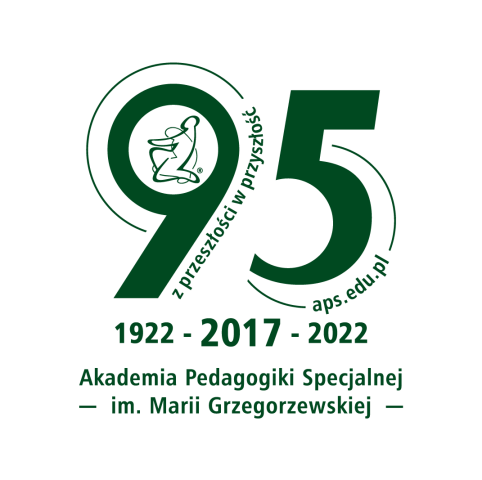 95
z przeszłości w przyszłość
aps.edu.pl
®
1922 - 2017 - 2022
Akademia Pedagogiki Specjalnej
— im. Marii Grzegorzewskiej —